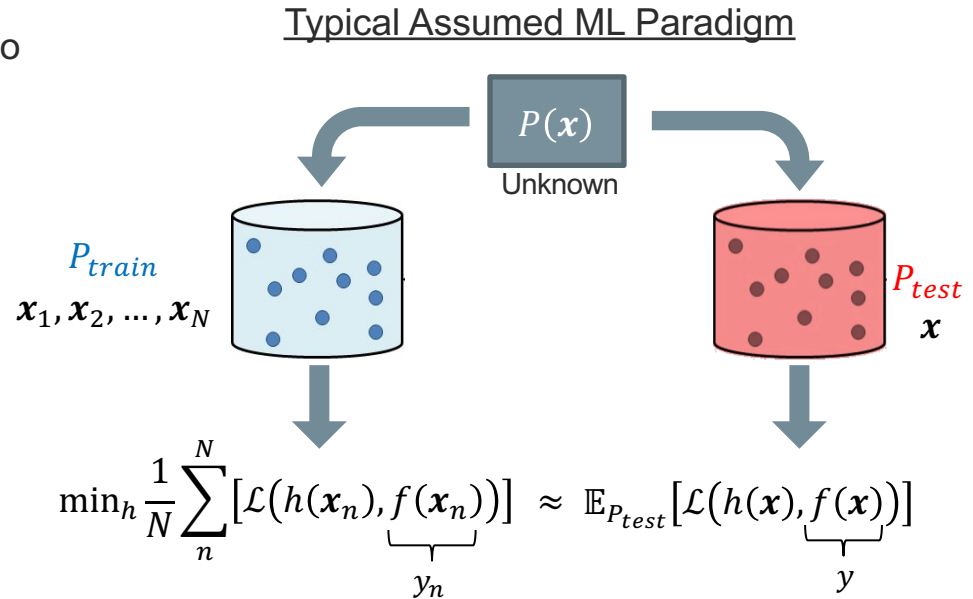 Typical Assumed ML Paradigm
o
P(𝒙)
Unknown
P_train
𝒙_1, 𝒙_2, …, 𝒙_N
P_test
𝒙
min_h 1/N ∑_n^N [ℒ(h(𝒙_n), f(𝒙_n))] ≈ 𝔼_{P_test}[ℒ(h(𝒙), f(𝒙))]
y_n
y